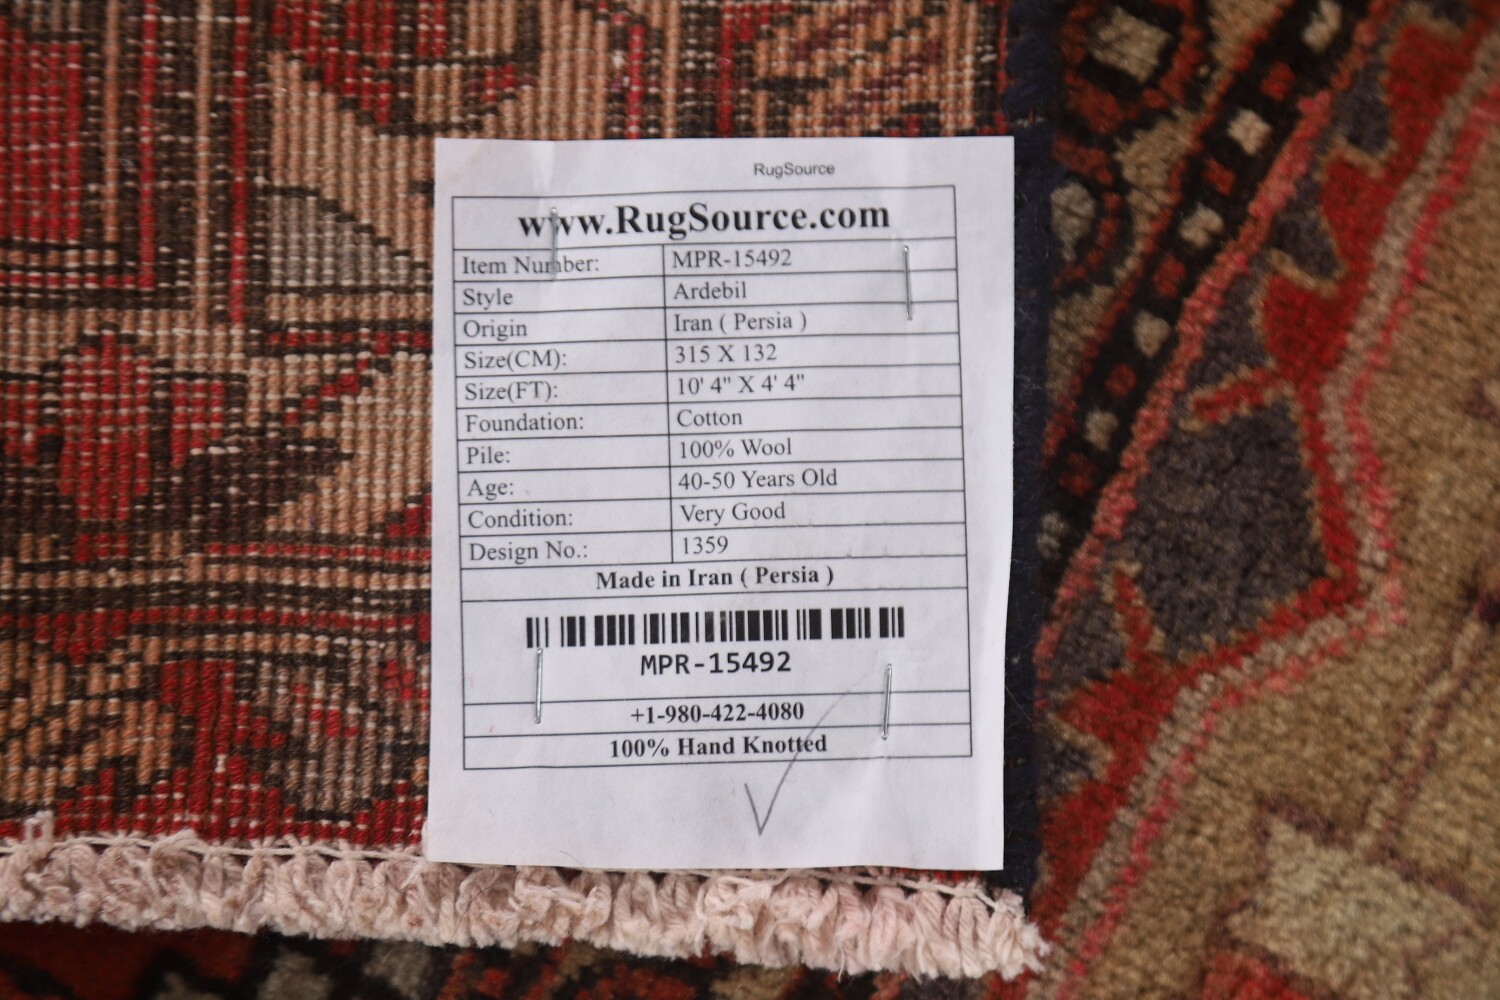 RugSource
www.RugSource.com
Item Number: MPR-15492
Style Ardebil
Origin Iran ( Persia )
Size(CM): 315 X 132
Size(FT): 10' 4" X 4' 4"
Foundation: Cotton
Pile: 100% Wool
Age: 40-50 Years Old
Condition: Very Good
Design No.: 1359
Made in Iran ( Persia )
MPR-15492
+1-980-422-4080
100% Hand Knotted